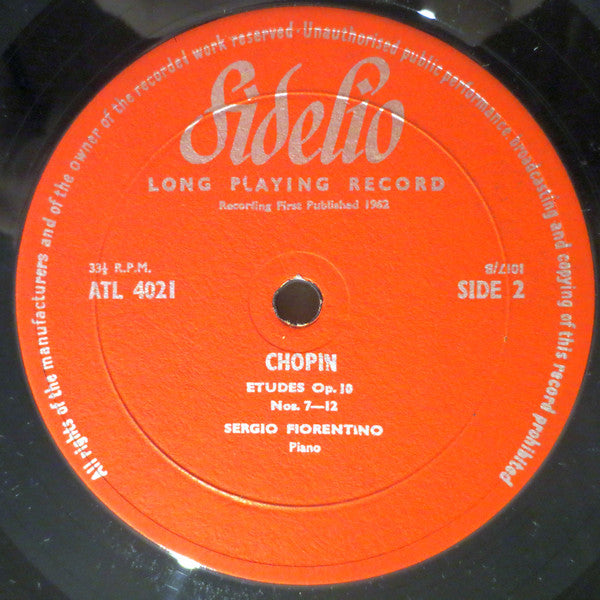 All rights of the manufacturers and of the owner of the recorded work reserved · Unauthorised public performance broadcasting and copying of this record prohibited
Fidelio
LONG PLAYING RECORD
Recording First Published 1962
33⅓ R.P.M.
ATL 4021
1017/B
SIDE 2
CHOPIN
ETUDES Op. 10
Nos. 7—12
SERGIO FIORENTINO
Piano